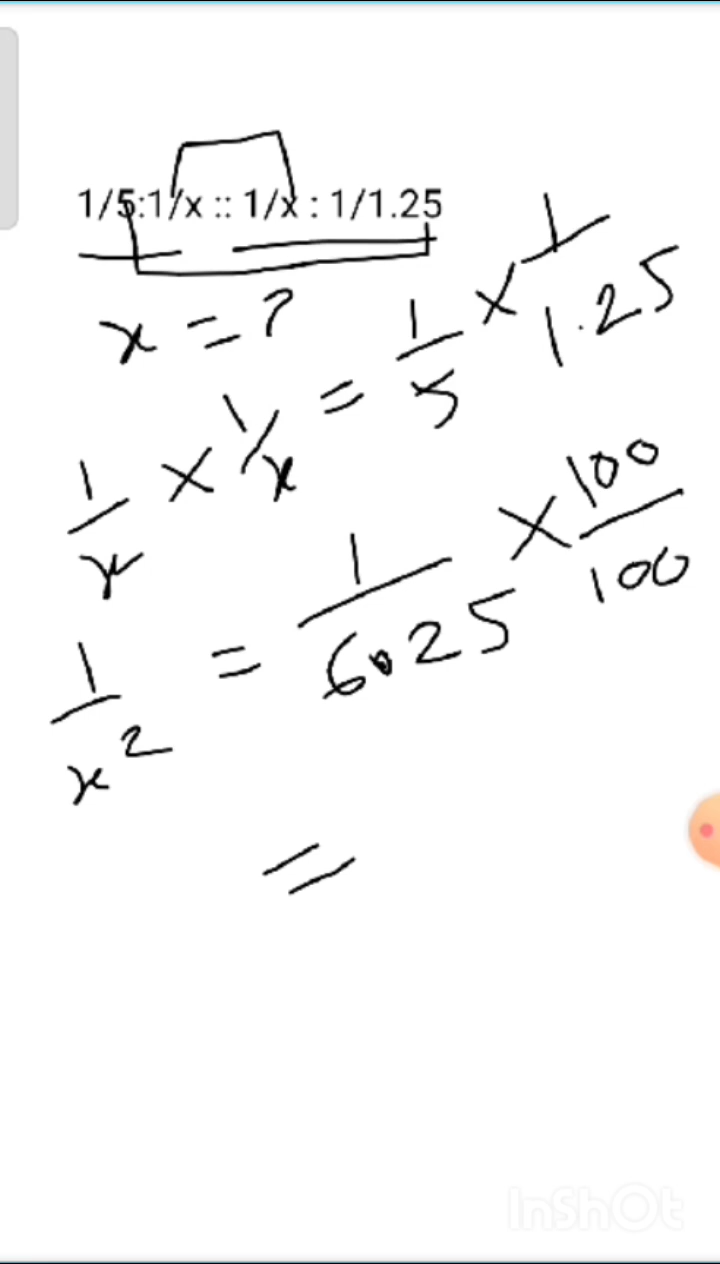 1/5:1/x :: 1/x : 1/1.25
x = ?
1/x × 1/x = 1/5 × 1/1.25
1/x² = 1/6.25 × 100/100
=
InShOt